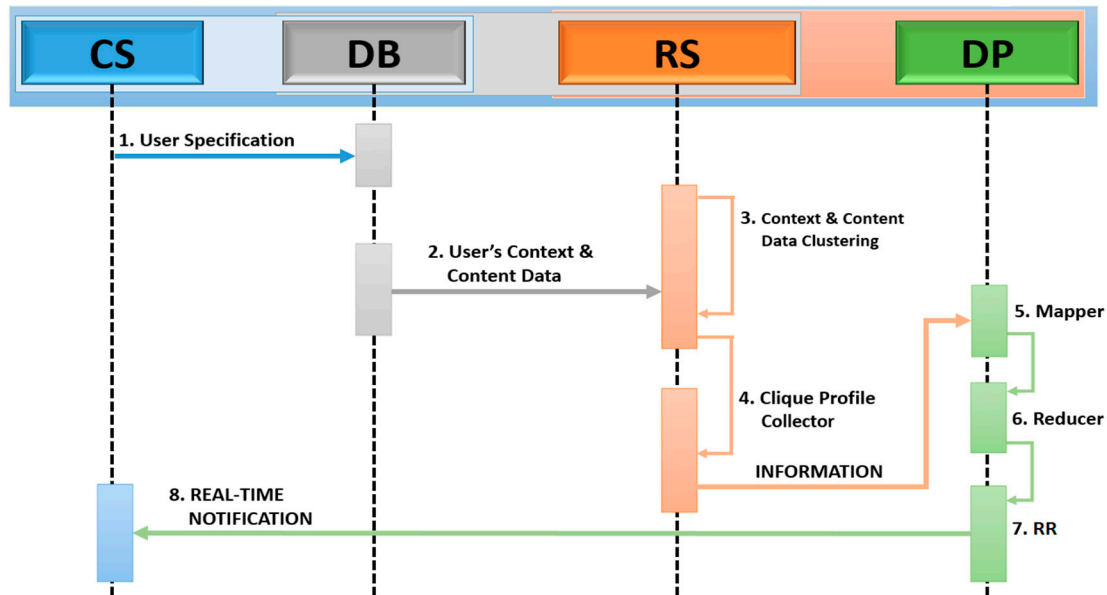 CS
DB
RS
DP
1. User Specification
2. User's Context &
Content Data
3. Context & Content
Data Clustering
4. Clique Profile
Collector
INFORMATION
5. Mapper
6. Reducer
7. RR
8. REAL-TIME
NOTIFICATION